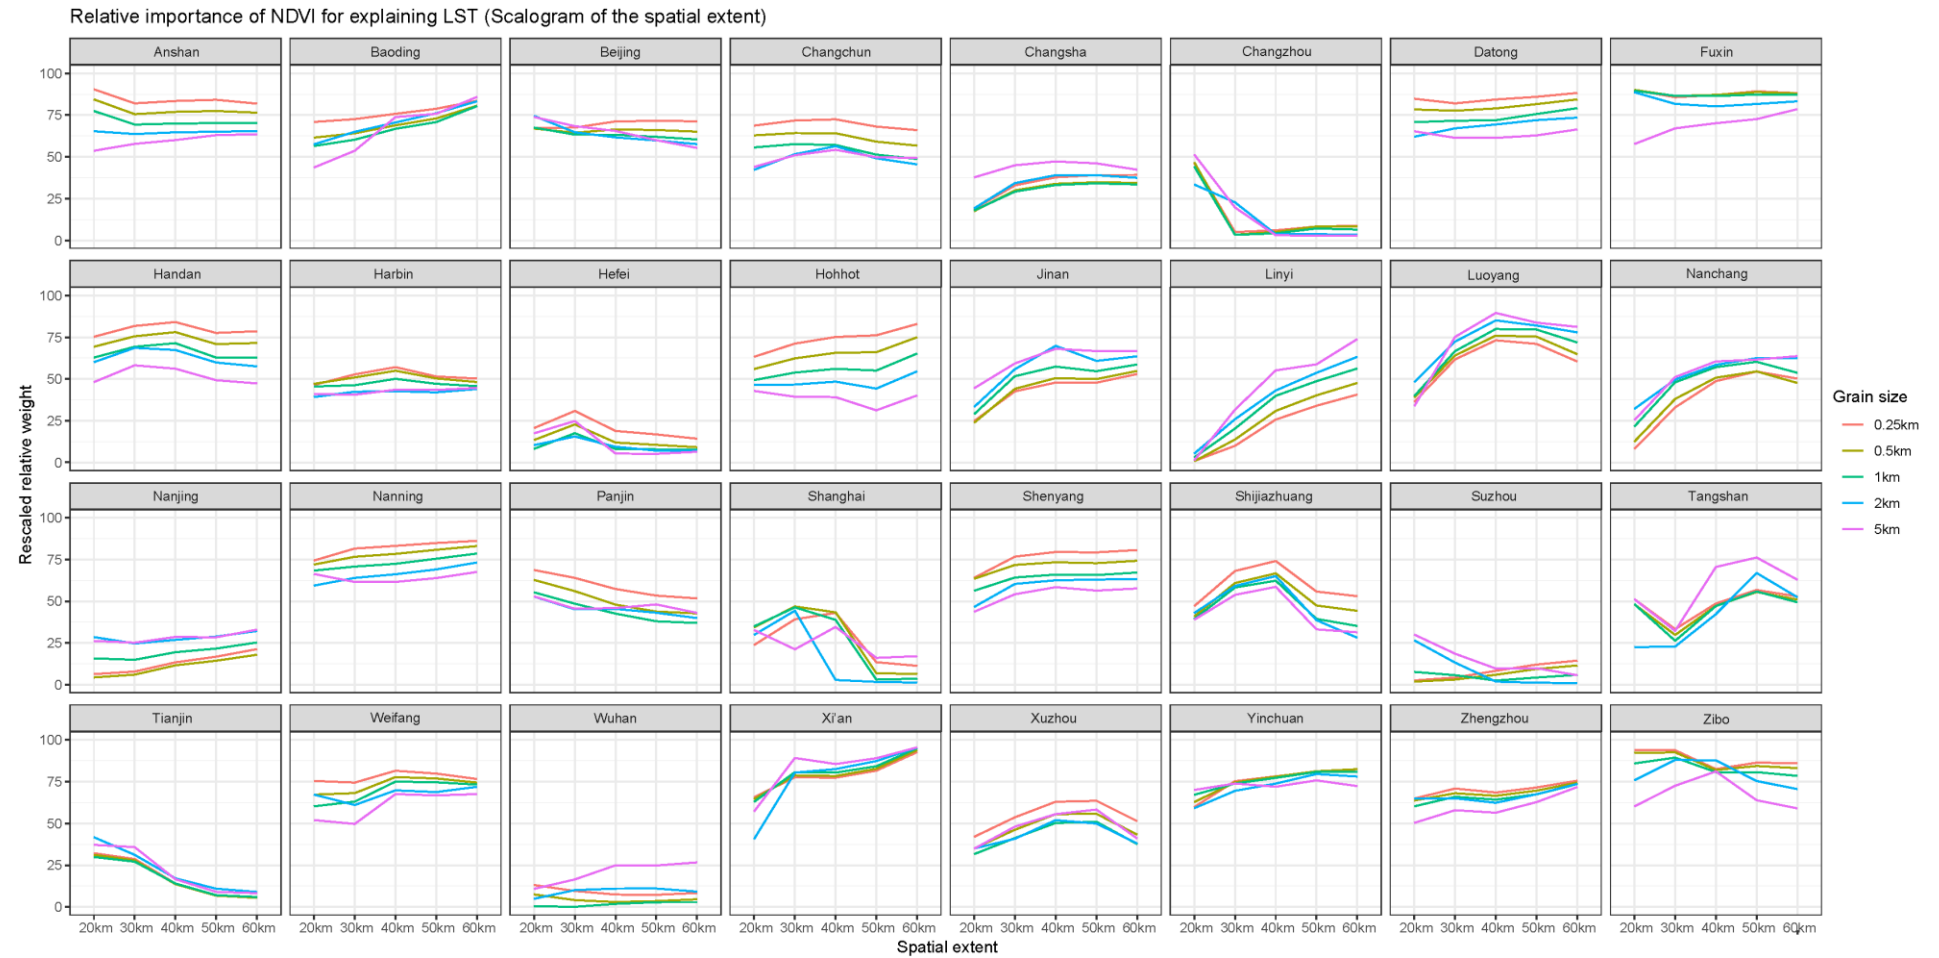 Relative importance of NDVI for explaining LST (Scalogram of the spatial extent)
Anshan Baoding Beijing Changchun Changsha Changzhou Datong Fuxin
100
75
50
25
0
Handan Harbin Hefei Hohhot Jinan Linyi Luoyang Nanchang
100
75
50
25
0
Rescaled relative weight
Grain size
0.25km
0.5km
1km
2km
5km
Nanjing Nanning Panjin Shanghai Shenyang Shijiazhuang Suzhou Tangshan
100
75
50
25
0
Tianjin Weifang Wuhan Xi'an Xuzhou Yinchuan Zhengzhou Zibo
100
75
50
25
0
20km 30km 40km 50km 60km 20km 30km 40km 50km 60km 20km 30km 40km 50km 60km 20km 30km 40km 50km 60km 20km 30km 40km 50km 60km 20km 30km 40km 50km 60km 20km 30km 40km 50km 60km 20km 30km 40km 50km 60km
Spatial extent